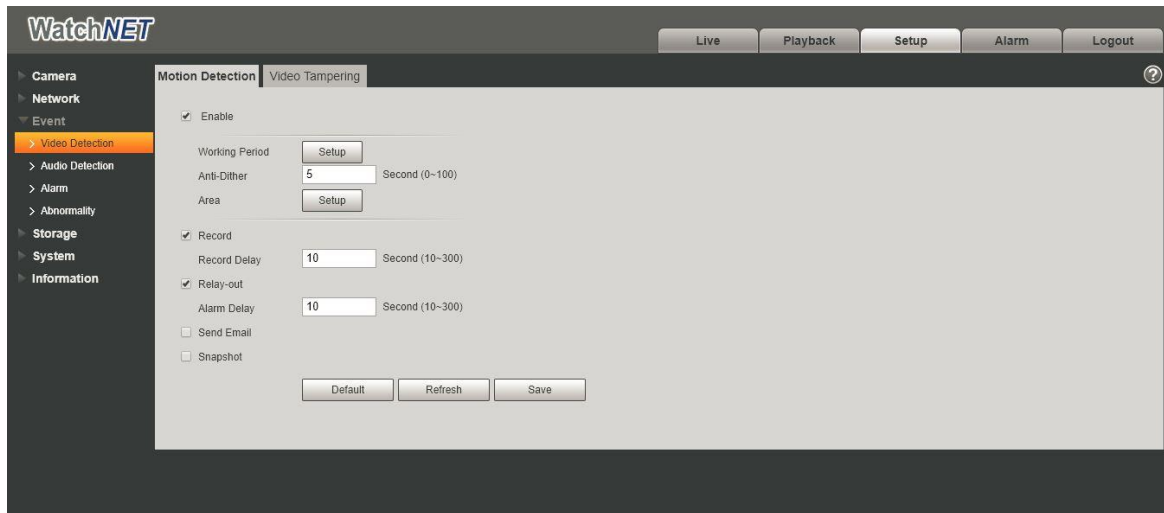 WatchNET
Live Playback Setup Alarm Logout
Camera
Network
Event
> Video Detection
> Audio Detection
> Alarm
> Abnormality
Storage
System
Information
Motion Detection Video Tampering
?
Enable
Working Period Setup
Anti-Dither 5 Second (0~100)
Area Setup
Record
Record Delay 10 Second (10~300)
Relay-out
Alarm Delay 10 Second (10~300)
Send Email
Snapshot
Default Refresh Save